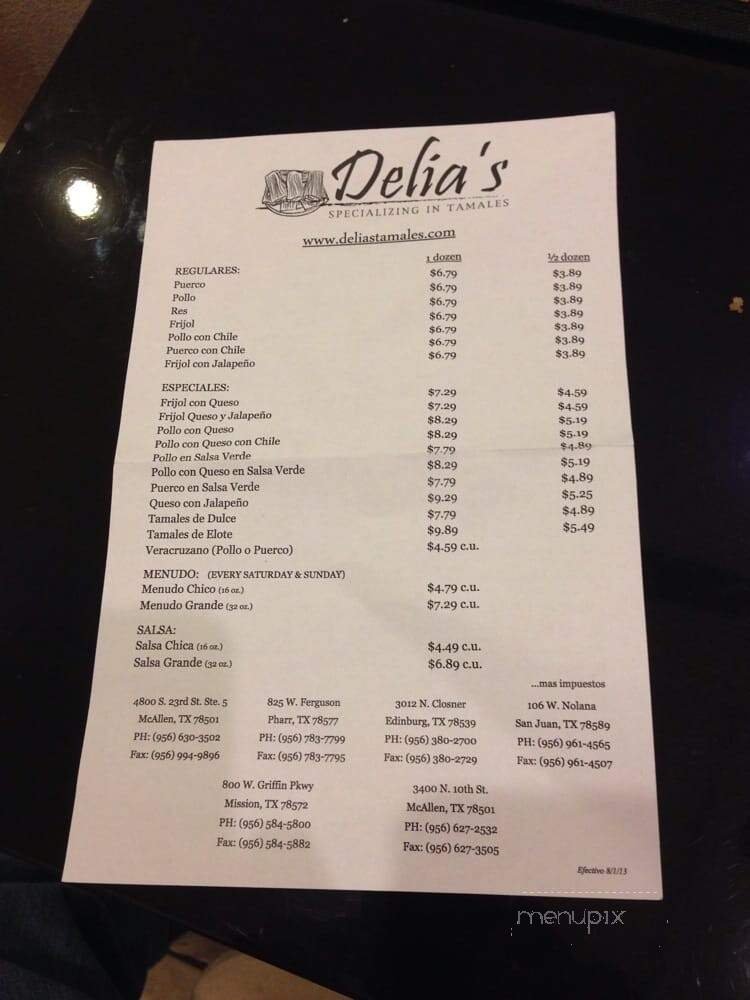 Delia's
SPECIALIZING IN TAMALES
www.deliastamales.com
1 dozen ½ dozen
REGULARES:
Puerco $6.79 $3.89
Pollo $6.79 $3.89
Res $6.79 $3.89
Frijol $6.79 $3.89
Pollo con Chile $6.79 $3.89
Puerco con Chile $6.79 $3.89
Frijol con Jalapeño $6.79 $3.89
ESPECIALES:
Frijol con Queso $7.29 $4.59
Frijol Queso y Jalapeño $7.29 $4.59
Pollo con Queso $8.29 $5.19
Pollo con Queso con Chile $8.29 $5.19
Pollo en Salsa Verde $7.79 $4.89
Pollo con Queso en Salsa Verde $8.29 $5.19
Puerco en Salsa Verde $7.79 $4.89
Queso con Jalapeño $9.29 $5.25
Tamales de Dulce $7.79 $4.89
Tamales de Elote $9.89 $5.49
Veracruzano (Pollo o Puerco) $4.59 c.u.
MENUDO: (EVERY SATURDAY & SUNDAY)
Menudo Chico (16 oz.) $4.79 c.u.
Menudo Grande (32 oz.) $7.29 c.u.
SALSA:
Salsa Chica (16 oz.) $4.49 c.u.
Salsa Grande (32 oz.) $6.89 c.u.
...mas impuestos
4800 S. 23rd St. Ste. 5 825 W. Ferguson 3012 N. Closner 106 W. Nolana
McAllen, TX 78501 Pharr, TX 78577 Edinburg, TX 78539 San Juan, TX 78589
PH: (956) 630-3502 PH: (956) 783-7799 PH: (956) 380-2700 PH: (956) 961-4565
Fax: (956) 994-9896 Fax: (956) 783-7795 Fax: (956) 380-2729 Fax: (956) 961-4507
800 W. Griffin Pkwy 3400 N. 10th St.
Mission, TX 78572 McAllen, TX 78501
PH: (956) 584-5800 PH: (956) 627-2532
Fax: (956) 584-5882 Fax: (956) 627-3505
Efectivo 8/1/13
menupix